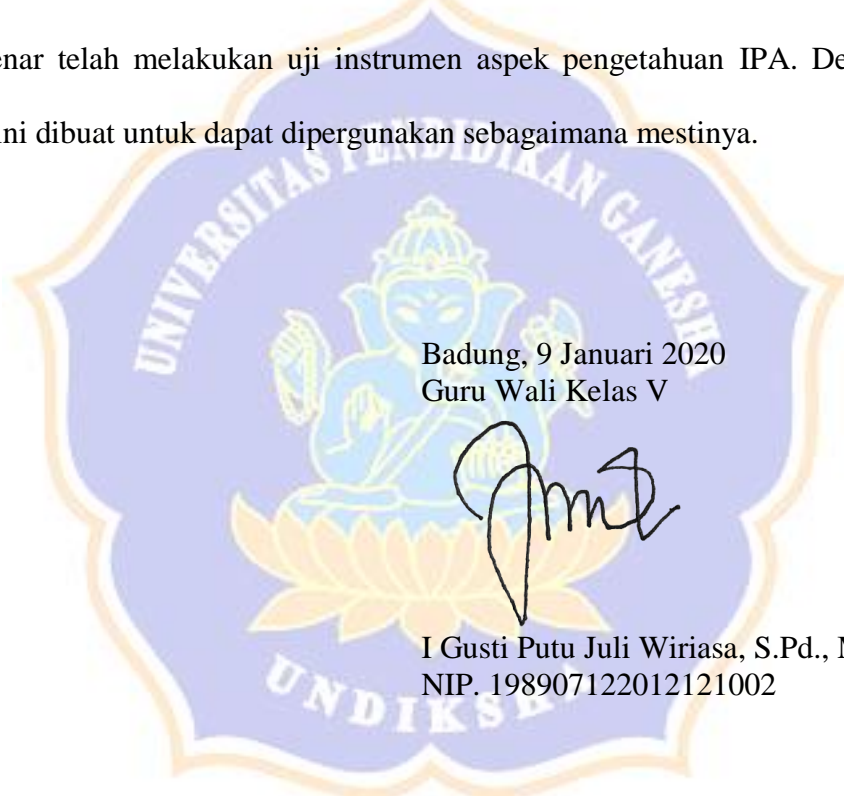 enar telah melakukan uji instrumen aspek pengetahuan IPA. De
ini dibuat untuk dapat dipergunakan sebagaimana mestinya.
UNIVERSITAS PENDIDIKAN GANESHA
Badung, 9 Januari 2020
Guru Wali Kelas V
I Gusti Putu Juli Wiriasa, S.Pd., M
NIP. 198907122012121002
UNDIKSHA